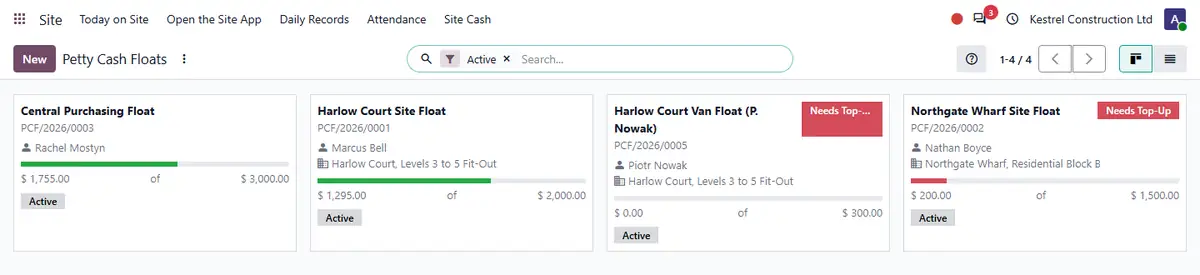 Site Today on Site Open the Site App Daily Records Attendance Site Cash 3 Kestrel Construction Ltd A
New Petty Cash Floats Active × Search... 1-4 / 4
Central Purchasing Float
PCF/2026/0003
Rachel Mostyn
$ 1,755.00 of $ 3,000.00
Active
Harlow Court Site Float
PCF/2026/0001
Marcus Bell
Harlow Court, Levels 3 to 5 Fit-Out
$ 1,295.00 of $ 2,000.00
Active
Harlow Court Van Float (P. Needs Top-...
Nowak)
PCF/2026/0005
Piotr Nowak
Harlow Court, Levels 3 to 5 Fit-Out
$ 0.00 of $ 300.00
Active
Northgate Wharf Site Float Needs Top-Up
PCF/2026/0002
Nathan Boyce
Northgate Wharf, Residential Block B
$ 200.00 of $ 1,500.00
Active